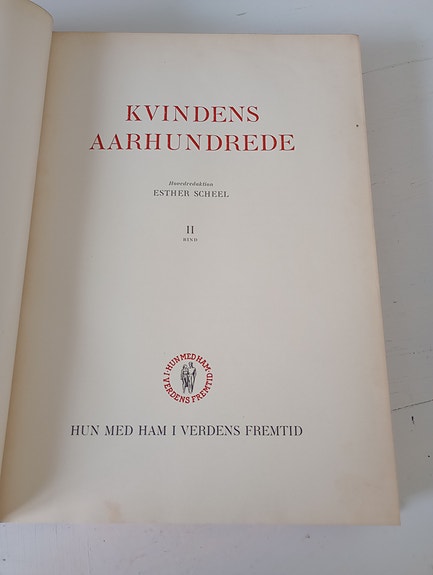 KVINDENS
AARHUNDREDE
Hovedredaktion
ESTHER SCHEEL
II
BIND
·HUN MED HAM·
I VERDENS FREMTID
HUN MED HAM I VERDENS FREMTID